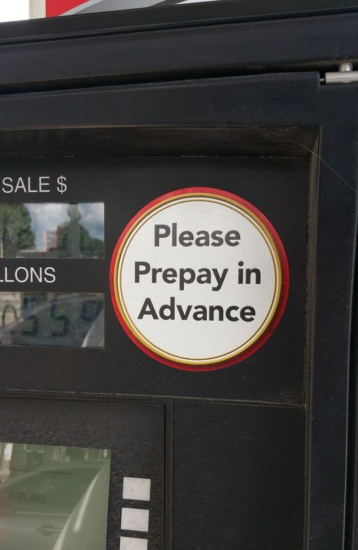 SALE $
Please
Prepay in
Advance
LLONS